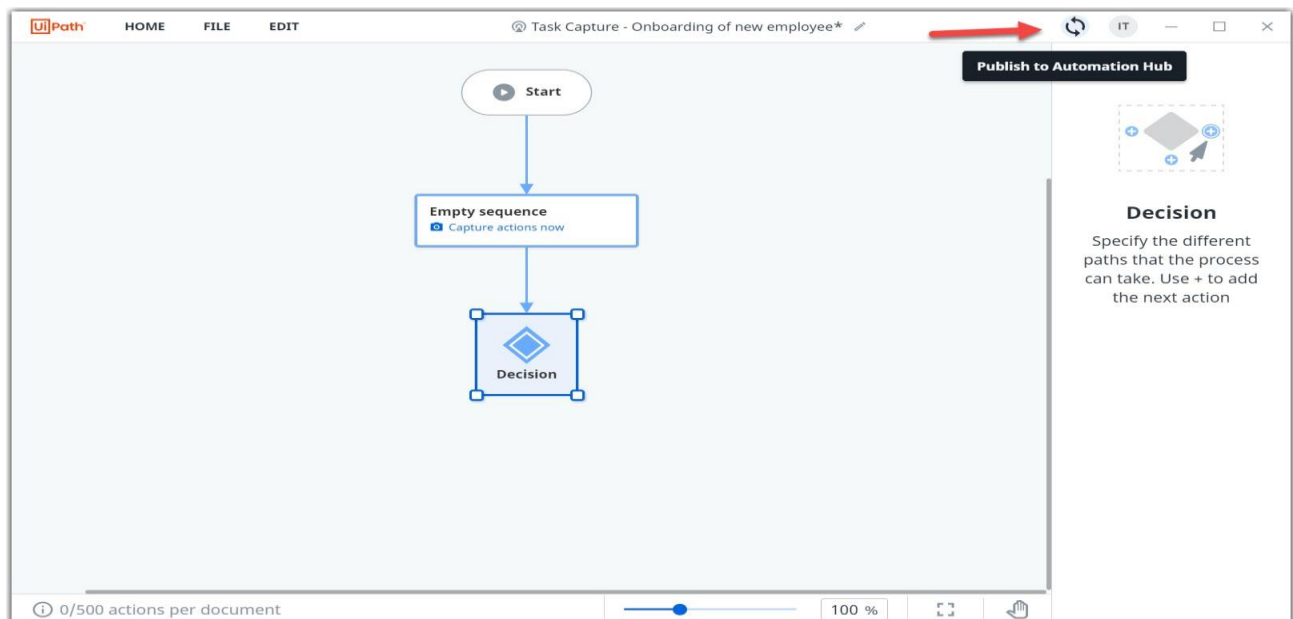 UiPath HOME FILE EDIT Task Capture - Onboarding of new employee* IT
Publish to Automation Hub
Start
Empty sequence
Capture actions now
Decision
Decision
Specify the different
paths that the process
can take. Use + to add
the next action
0/500 actions per document 100 %